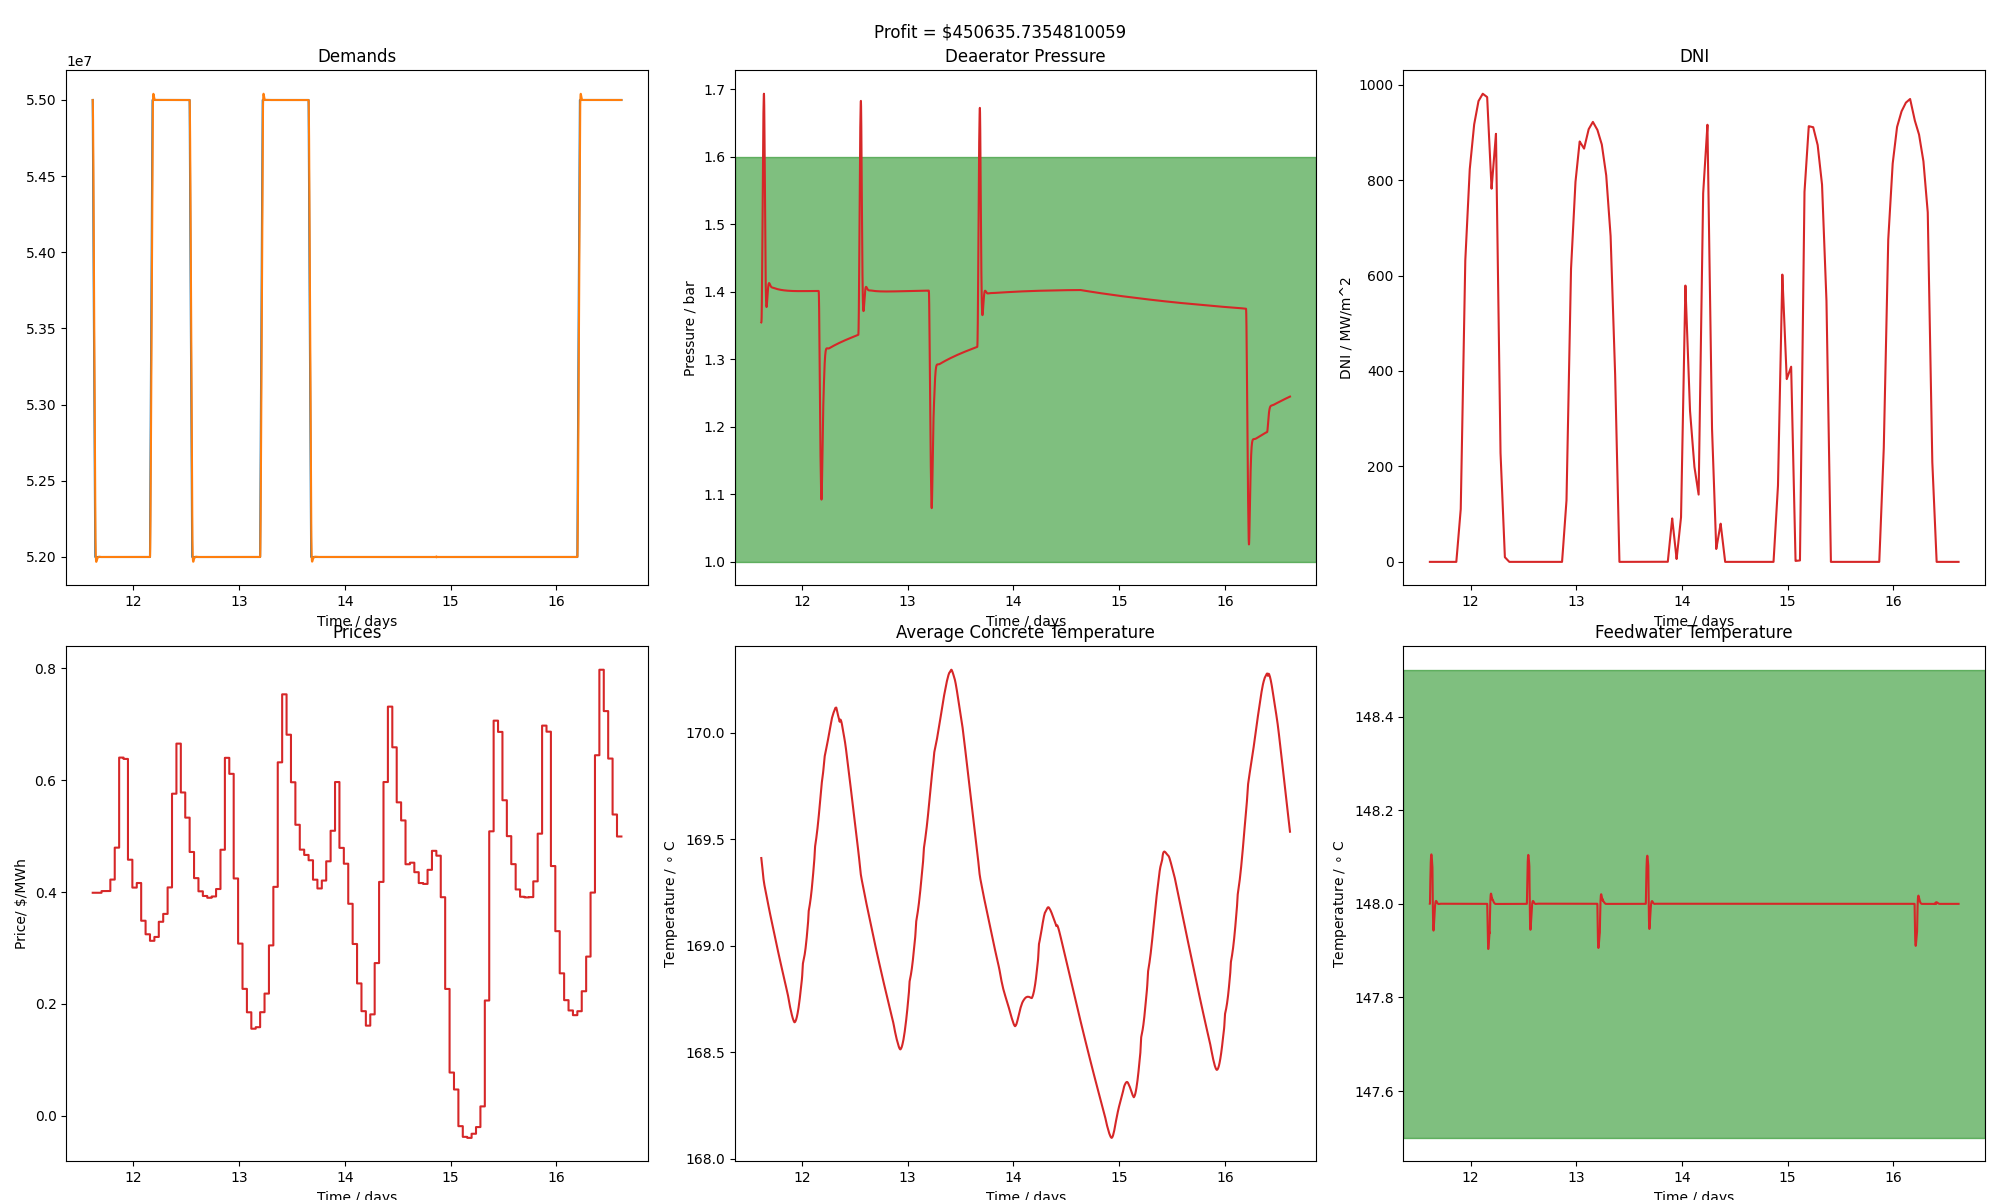 Profit = $450635.7354810059
Demands
1e7
5.50
5.45
5.40
5.35
5.30
5.25
5.20
12 13 14 15 16
Time / days
Deaerator Pressure
Pressure / bar
1.7
1.6
1.5
1.4
1.3
1.2
1.1
1.0
12 13 14 15 16
Time / days
DNI
DNI / MW/m^2
1000
800
600
400
200
0
12 13 14 15 16
Time / days
Prices
Price/ $/MWh
0.8
0.6
0.4
0.2
0.0
12 13 14 15 16
Time / days
Average Concrete Temperature
Temperature / ∘ C
170.0
169.5
169.0
168.5
168.0
12 13 14 15 16
Time / days
Feedwater Temperature
Temperature / ∘ C
148.4
148.2
148.0
147.8
147.6
12 13 14 15 16
Time / days